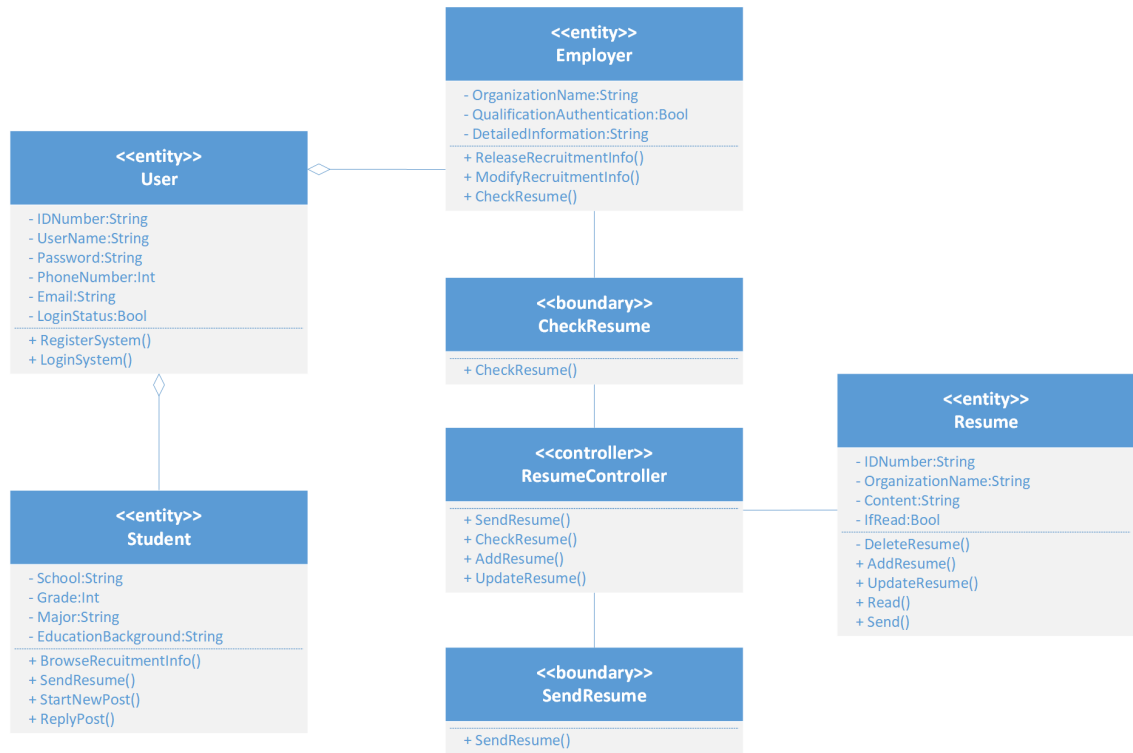 <<entity>>
Employer
- OrganizationName:String
- QualificationAuthentication:Bool
- DetailedInformation:String
+ ReleaseRecruitmentInfo()
+ ModifyRecruitmentInfo()
+ CheckResume()
<<entity>>
User
- IDNumber:String
- UserName:String
- Password:String
- PhoneNumber:Int
- Email:String
- LoginStatus:Bool
+ RegisterSystem()
+ LoginSystem()
<<boundary>>
CheckResume
+ CheckResume()
<<controller>>
ResumeController
+ SendResume()
+ CheckResume()
+ AddResume()
+ UpdateResume()
<<entity>>
Resume
- IDNumber:String
- OrganizationName:String
- Content:String
- IfRead:Bool
- DeleteResume()
+ AddResume()
+ UpdateResume()
+ Read()
+ Send()
<<entity>>
Student
- School:String
- Grade:Int
- Major:String
- EducationBackground:String
+ BrowseRecuitmentInfo()
+ SendResume()
+ StartNewPost()
+ ReplyPost()
<<boundary>>
SendResume
+ SendResume()